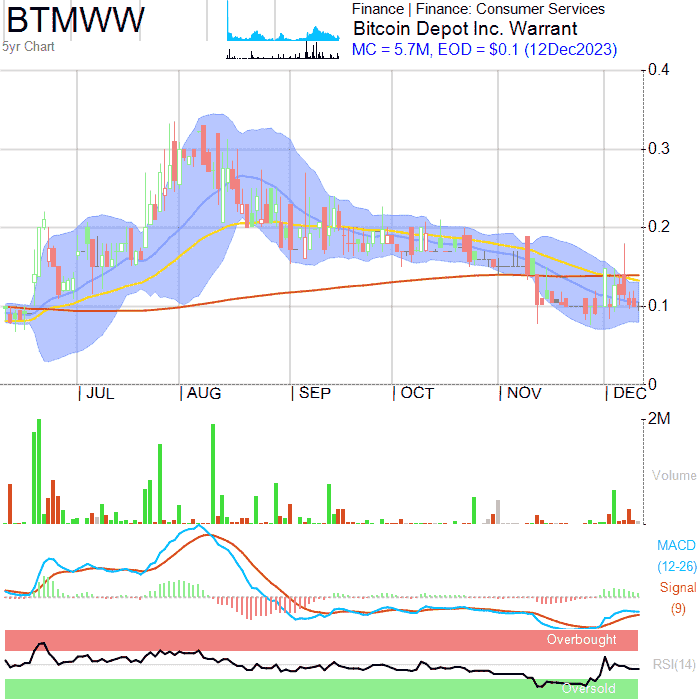 BTMWW
5yr Chart
Finance | Finance: Consumer Services
Bitcoin Depot Inc. Warrant
MC = 5.7M, EOD = $0.1 (12Dec2023)
0.4
0.3
0.2
0.1
0
JUL
AUG
SEP
OCT
NOV
DEC
2M
Volume
MACD
(12-26)
Signal
(9)
Overbought
RSI(14)
Oversold